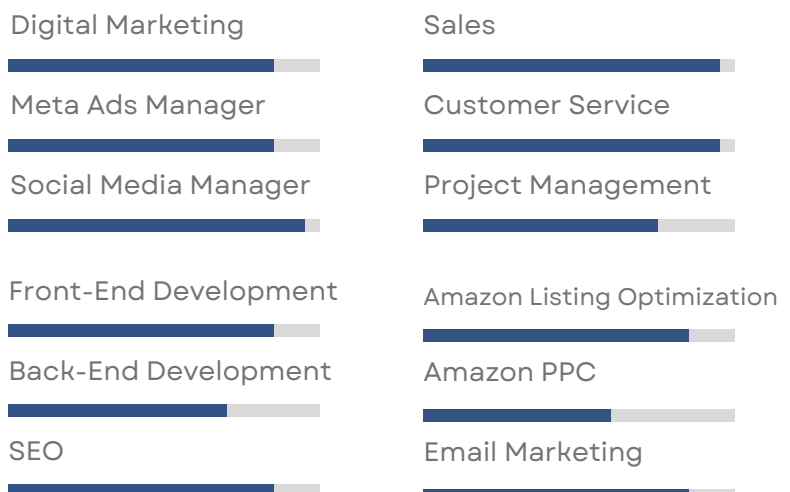 Digital Marketing
Meta Ads Manager
Social Media Manager
Front-End Development
Back-End Development
SEO
Sales
Customer Service
Project Management
Amazon Listing Optimization
Amazon PPC
Email Marketing